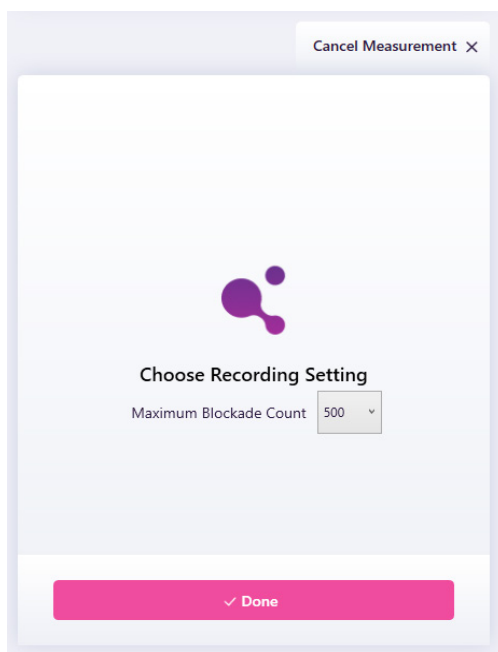 Cancel Measurement
Choose Recording Setting
Maximum Blockade Count 500
Done